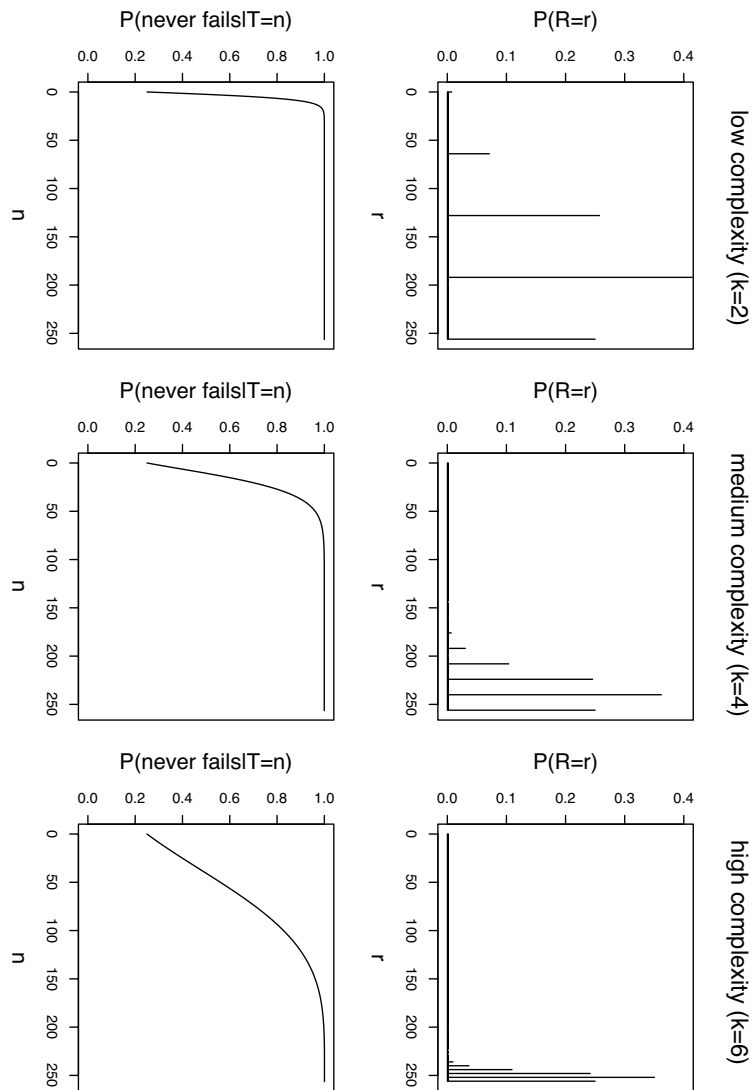 low complexity (k=2)
P(R=r)
0.0 0.1 0.2 0.3 0.4
0 50 100 150 200 250
r
medium complexity (k=4)
P(R=r)
0.0 0.1 0.2 0.3 0.4
0 50 100 150 200 250
r
high complexity (k=6)
P(R=r)
0.0 0.1 0.2 0.3 0.4
0 50 100 150 200 250
r
P(never fails|T=n)
0.0 0.2 0.4 0.6 0.8 1.0
0 50 100 150 200 250
n
P(never fails|T=n)
0.0 0.2 0.4 0.6 0.8 1.0
0 50 100 150 200 250
n
P(never fails|T=n)
0.0 0.2 0.4 0.6 0.8 1.0
0 50 100 150 200 250
n